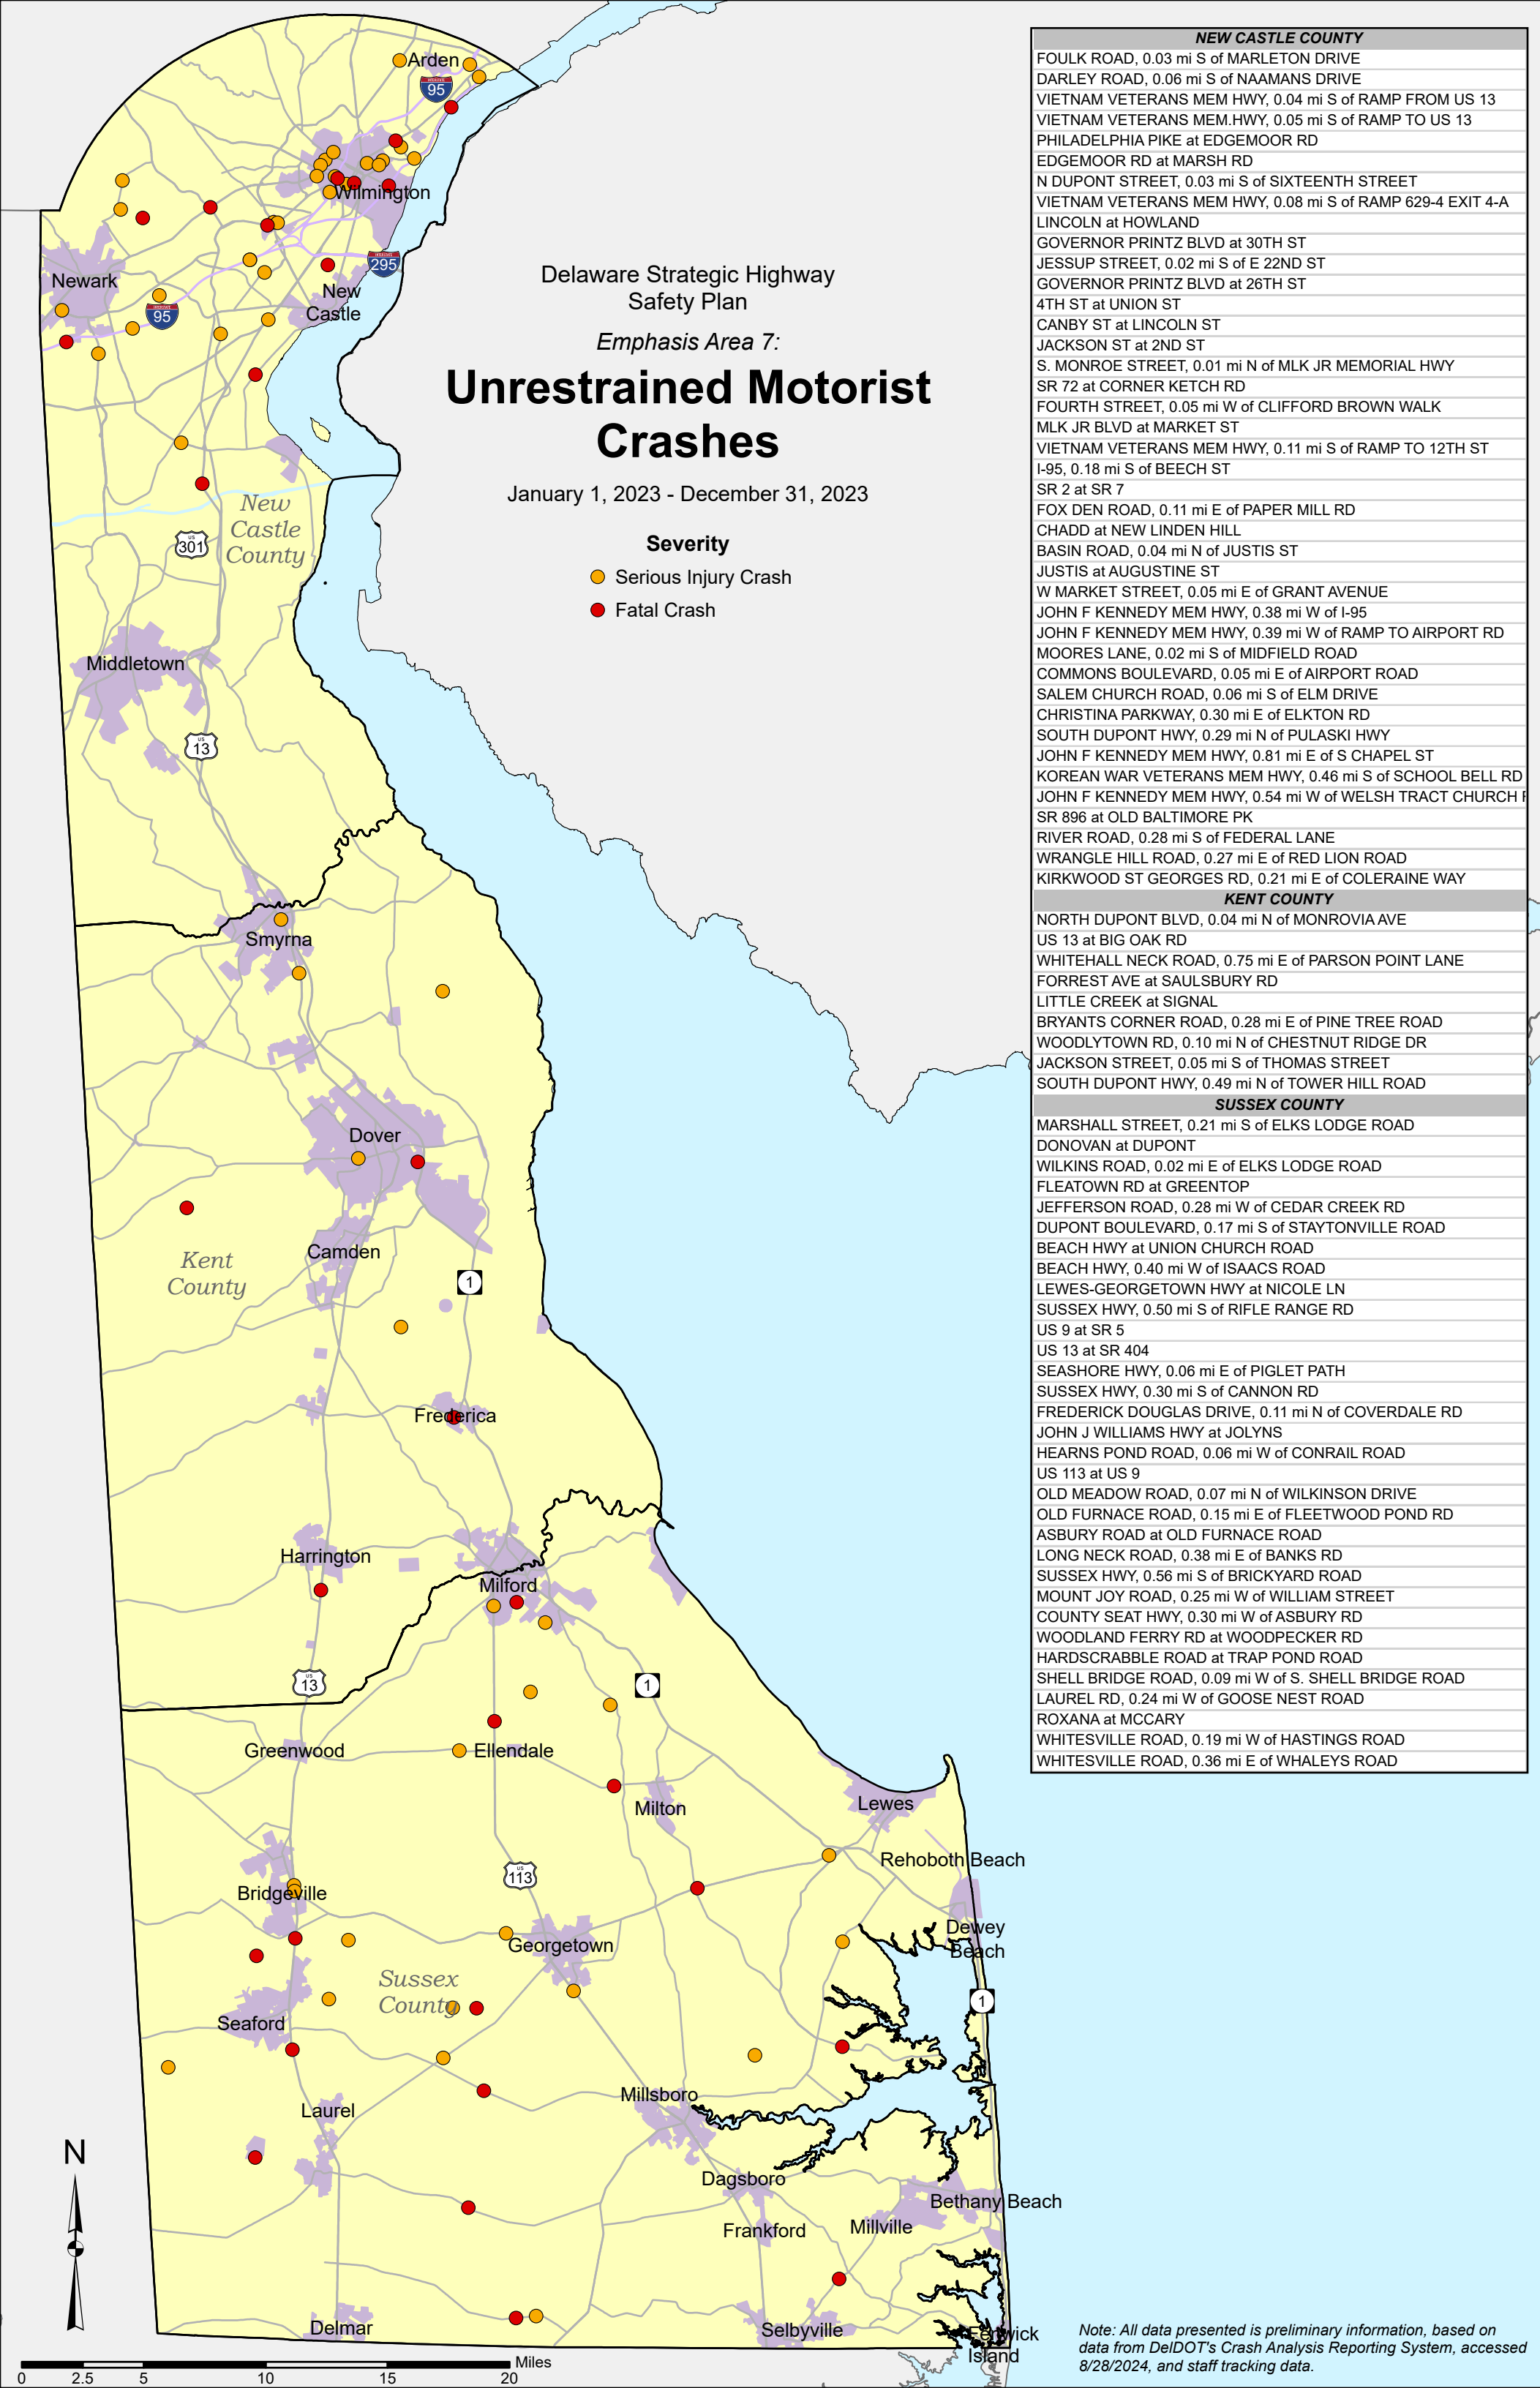 Delaware Strategic Highway
Safety Plan
Emphasis Area 7:
Unrestrained Motorist
Crashes
January 1, 2023 - December 31, 2023
Severity
Serious Injury Crash
Fatal Crash
Arden
95
Wilmington
295
Newark
New
Castle
95
New
Castle
County
US
301
Middletown
US
13
Smyrna
Dover
Kent
County
Camden
1
Frederica
Harrington
Milford
US
13
1
Greenwood
Ellendale
Milton
Lewes
Rehoboth Beach
US
113
Bridgeville
Dewey
Beach
Georgetown
Sussex
County
1
Seaford
Millsboro
Laurel
Dagsboro
Bethany Beach
Frankford
Millville
Delmar
Selbyville
Fenwick
Island
N
Miles
0
2.5
5
10
15
20
NEW CASTLE COUNTY
FOULK ROAD, 0.03 mi S of MARLETON DRIVE
DARLEY ROAD, 0.06 mi S of NAAMANS DRIVE
VIETNAM VETERANS MEM HWY, 0.04 mi S of RAMP FROM US 13
VIETNAM VETERANS MEM.HWY, 0.05 mi S of RAMP TO US 13
PHILADELPHIA PIKE at EDGEMOOR RD
EDGEMOOR RD at MARSH RD
N DUPONT STREET, 0.03 mi S of SIXTEENTH STREET
VIETNAM VETERANS MEM HWY, 0.08 mi S of RAMP 629-4 EXIT 4-A
LINCOLN at HOWLAND
GOVERNOR PRINTZ BLVD at 30TH ST
JESSUP STREET, 0.02 mi S of E 22ND ST
GOVERNOR PRINTZ BLVD at 26TH ST
4TH ST at UNION ST
CANBY ST at LINCOLN ST
JACKSON ST at 2ND ST
S. MONROE STREET, 0.01 mi N of MLK JR MEMORIAL HWY
SR 72 at CORNER KETCH RD
FOURTH STREET, 0.05 mi W of CLIFFORD BROWN WALK
MLK JR BLVD at MARKET ST
VIETNAM VETERANS MEM HWY, 0.11 mi S of RAMP TO 12TH ST
I-95, 0.18 mi S of BEECH ST
SR 2 at SR 7
FOX DEN ROAD, 0.11 mi E of PAPER MILL RD
CHADD at NEW LINDEN HILL
BASIN ROAD, 0.04 mi N of JUSTIS ST
JUSTIS at AUGUSTINE ST
W MARKET STREET, 0.05 mi E of GRANT AVENUE
JOHN F KENNEDY MEM HWY, 0.38 mi W of I-95
JOHN F KENNEDY MEM HWY, 0.39 mi W of RAMP TO AIRPORT RD
MOORES LANE, 0.02 mi S of MIDFIELD ROAD
COMMONS BOULEVARD, 0.05 mi E of AIRPORT ROAD
SALEM CHURCH ROAD, 0.06 mi S of ELM DRIVE
CHRISTINA PARKWAY, 0.30 mi E of ELKTON RD
SOUTH DUPONT HWY, 0.29 mi N of PULASKI HWY
JOHN F KENNEDY MEM HWY, 0.81 mi E of S CHAPEL ST
KOREAN WAR VETERANS MEM HWY, 0.46 mi S of SCHOOL BELL RD
JOHN F KENNEDY MEM HWY, 0.54 mi W of WELSH TRACT CHURCH
SR 896 at OLD BALTIMORE PK
RIVER ROAD, 0.28 mi S of FEDERAL LANE
WRANGLE HILL ROAD, 0.27 mi E of RED LION ROAD
KIRKWOOD ST GEORGES RD, 0.21 mi E of COLERAINE WAY
KENT COUNTY
NORTH DUPONT BLVD, 0.04 mi N of MONROVIA AVE
US 13 at BIG OAK RD
WHITEHALL NECK ROAD, 0.75 mi E of PARSON POINT LANE
FORREST AVE at SAULSBURY RD
LITTLE CREEK at SIGNAL
BRYANTS CORNER ROAD, 0.28 mi E of PINE TREE ROAD
WOODLYTOWN RD, 0.10 mi N of CHESTNUT RIDGE DR
JACKSON STREET, 0.05 mi S of THOMAS STREET
SOUTH DUPONT HWY, 0.49 mi N of TOWER HILL ROAD
SUSSEX COUNTY
MARSHALL STREET, 0.21 mi S of ELKS LODGE ROAD
DONOVAN at DUPONT
WILKINS ROAD, 0.02 mi E of ELKS LODGE ROAD
FLEATOWN RD at GREENTOP
JEFFERSON ROAD, 0.28 mi W of CEDAR CREEK RD
DUPONT BOULEVARD, 0.17 mi S of STAYTONVILLE ROAD
BEACH HWY at UNION CHURCH ROAD
BEACH HWY, 0.40 mi W of ISAACS ROAD
LEWES-GEORGETOWN HWY at NICOLE LN
SUSSEX HWY, 0.50 mi S of RIFLE RANGE RD
US 9 at SR 5
US 13 at SR 404
SEASHORE HWY, 0.06 mi E of PIGLET PATH
SUSSEX HWY, 0.30 mi S of CANNON RD
FREDERICK DOUGLAS DRIVE, 0.11 mi N of COVERDALE RD
JOHN J WILLIAMS HWY at JOLYNS
HEARNS POND ROAD, 0.06 mi W of CONRAIL ROAD
US 113 at US 9
OLD MEADOW ROAD, 0.07 mi N of WILKINSON DRIVE
OLD FURNACE ROAD, 0.15 mi E of FLEETWOOD POND RD
ASBURY ROAD at OLD FURNACE ROAD
LONG NECK ROAD, 0.38 mi E of BANKS RD
SUSSEX HWY, 0.56 mi S of BRICKYARD ROAD
MOUNT JOY ROAD, 0.25 mi W of WILLIAM STREET
COUNTY SEAT HWY, 0.30 mi W of ASBURY RD
WOODLAND FERRY RD at WOODPECKER RD
HARDSCRABBLE ROAD at TRAP POND ROAD
SHELL BRIDGE ROAD, 0.09 mi W of S. SHELL BRIDGE ROAD
LAUREL RD, 0.24 mi W of GOOSE NEST ROAD
ROXANA at MCCARY
WHITESVILLE ROAD, 0.19 mi W of HASTINGS ROAD
WHITESVILLE ROAD, 0.36 mi E of WHALEYS ROAD
Note: All data presented is preliminary information, based on
data from DelDOT's Crash Analysis Reporting System, accessed
8/28/2024, and staff tracking data.